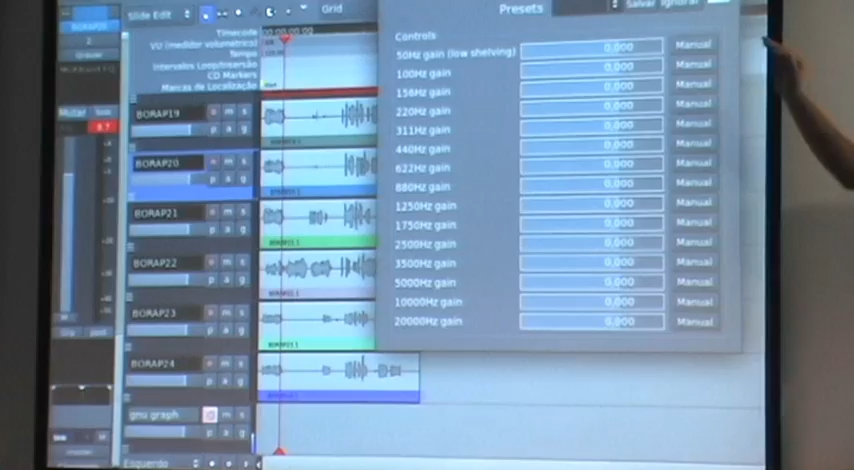 Slide Edit
Grid
Presets
Salvar
Ignorar
Timecode
VU (medidor volumétrico)
Tempo
Intervalos Loop/Inserção
CD Markers
Marcas de Localização
Mutar
BORAP19
BORAP20
BORAP21
BORAP22
BORAP23
BORAP24
gnu graph
m s
p a g
Controls
50Hz gain (low shelving) 0,000 Manual
100Hz gain 0,000 Manual
156Hz gain 0,000 Manual
220Hz gain 0,000 Manual
311Hz gain 0,000 Manual
440Hz gain 0,000 Manual
622Hz gain 0,000 Manual
880Hz gain 0,000 Manual
1250Hz gain 0,000 Manual
1750Hz gain 0,000 Manual
2500Hz gain 0,000 Manual
3500Hz gain 0,000 Manual
5000Hz gain 0,000 Manual
10000Hz gain 0,000 Manual
20000Hz gain 0,000 Manual
Esquerdo